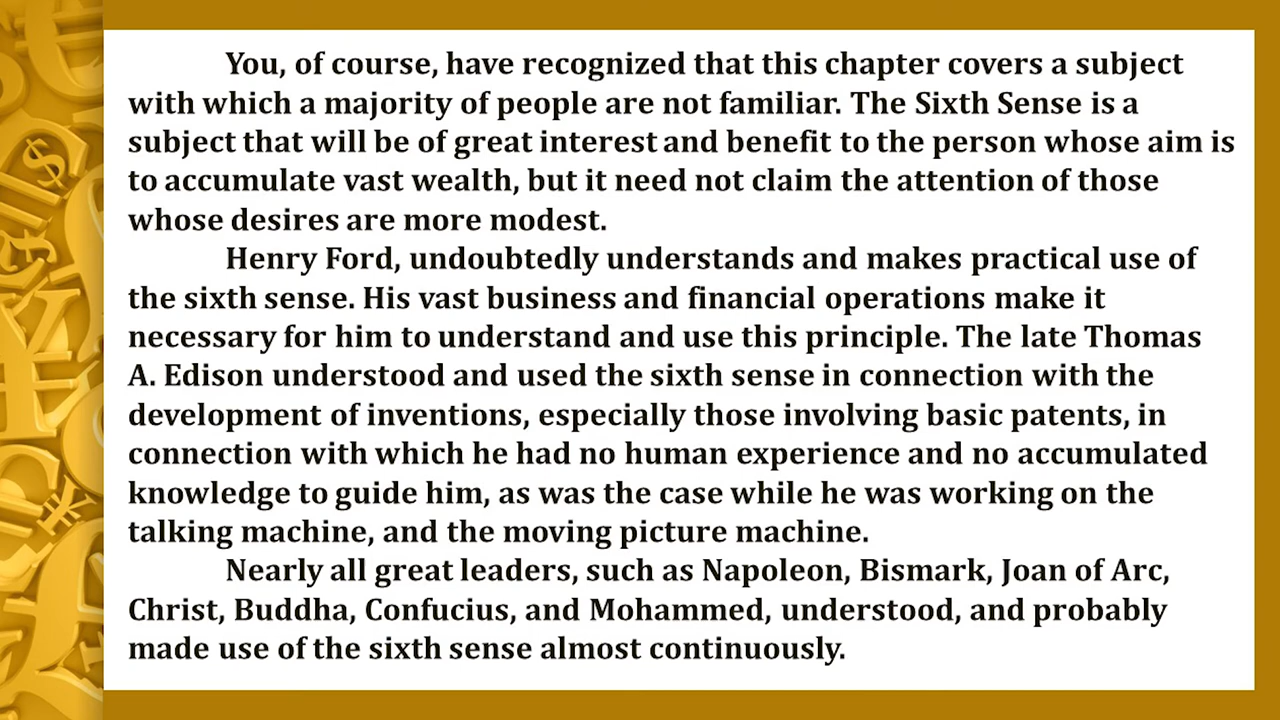 You, of course, have recognized that this chapter covers a subject
with which a majority of people are not familiar. The Sixth Sense is a
subject that will be of great interest and benefit to the person whose aim is
to accumulate vast wealth, but it need not claim the attention of those
whose desires are more modest.
Henry Ford, undoubtedly understands and makes practical use of
the sixth sense. His vast business and financial operations make it
necessary for him to understand and use this principle. The late Thomas
A. Edison understood and used the sixth sense in connection with the
development of inventions, especially those involving basic patents, in
connection with which he had no human experience and no accumulated
knowledge to guide him, as was the case while he was working on the
talking machine, and the moving picture machine.
Nearly all great leaders, such as Napoleon, Bismark, Joan of Arc,
Christ, Buddha, Confucius, and Mohammed, understood, and probably
made use of the sixth sense almost continuously.